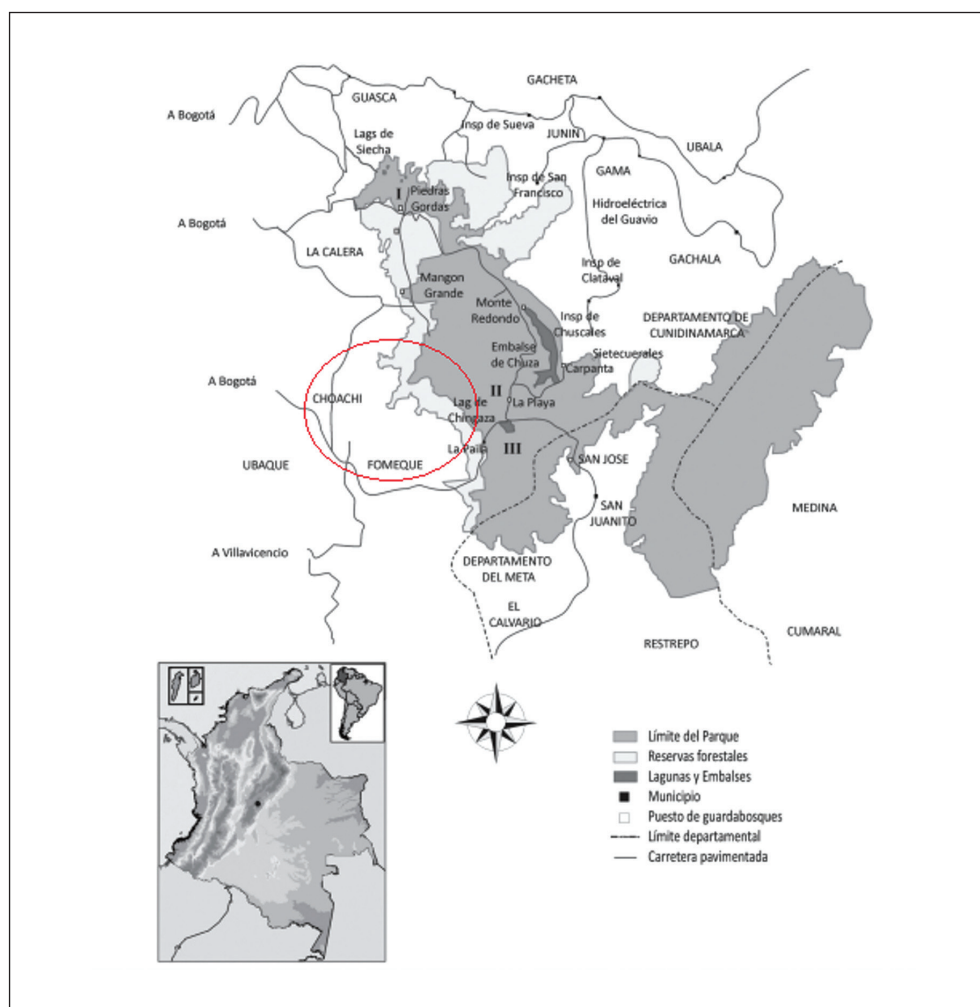 GACHETA
GUASCA
A Bogotá
Insp de Sueva
JUNIN
Lags de
Siecha
UBALA
I
Piedras
Gordas
Insp de San
Francisco
GAMA
Hidroeléctrica
del Guavio
A Bogotá
LA CALERA
GACHALA
Insp de
Clatával
Mangon
Grande
Monte
Redondo
Insp de
Chuscales
DEPARTAMENTO DE
CUNIDINAMARCA
Embalse
de Chuza
Sietecuerales
Carpanta
A Bogotá
CHOACHI
II
Lag de
Chingaza
La Playa
La Paila
III
UBAQUE
FOMEQUE
SAN JOSE
SAN
JUANITO
MEDINA
A Villavicencio
DEPARTAMENTO
DEL META
EL
CALVARIO
RESTREPO
CUMARAL
Límite del Parque
Reservas forestales
Lagunas y Embalses
Municipio
Puesto de guardabosques
Límite departamental
Carretera pavimentada